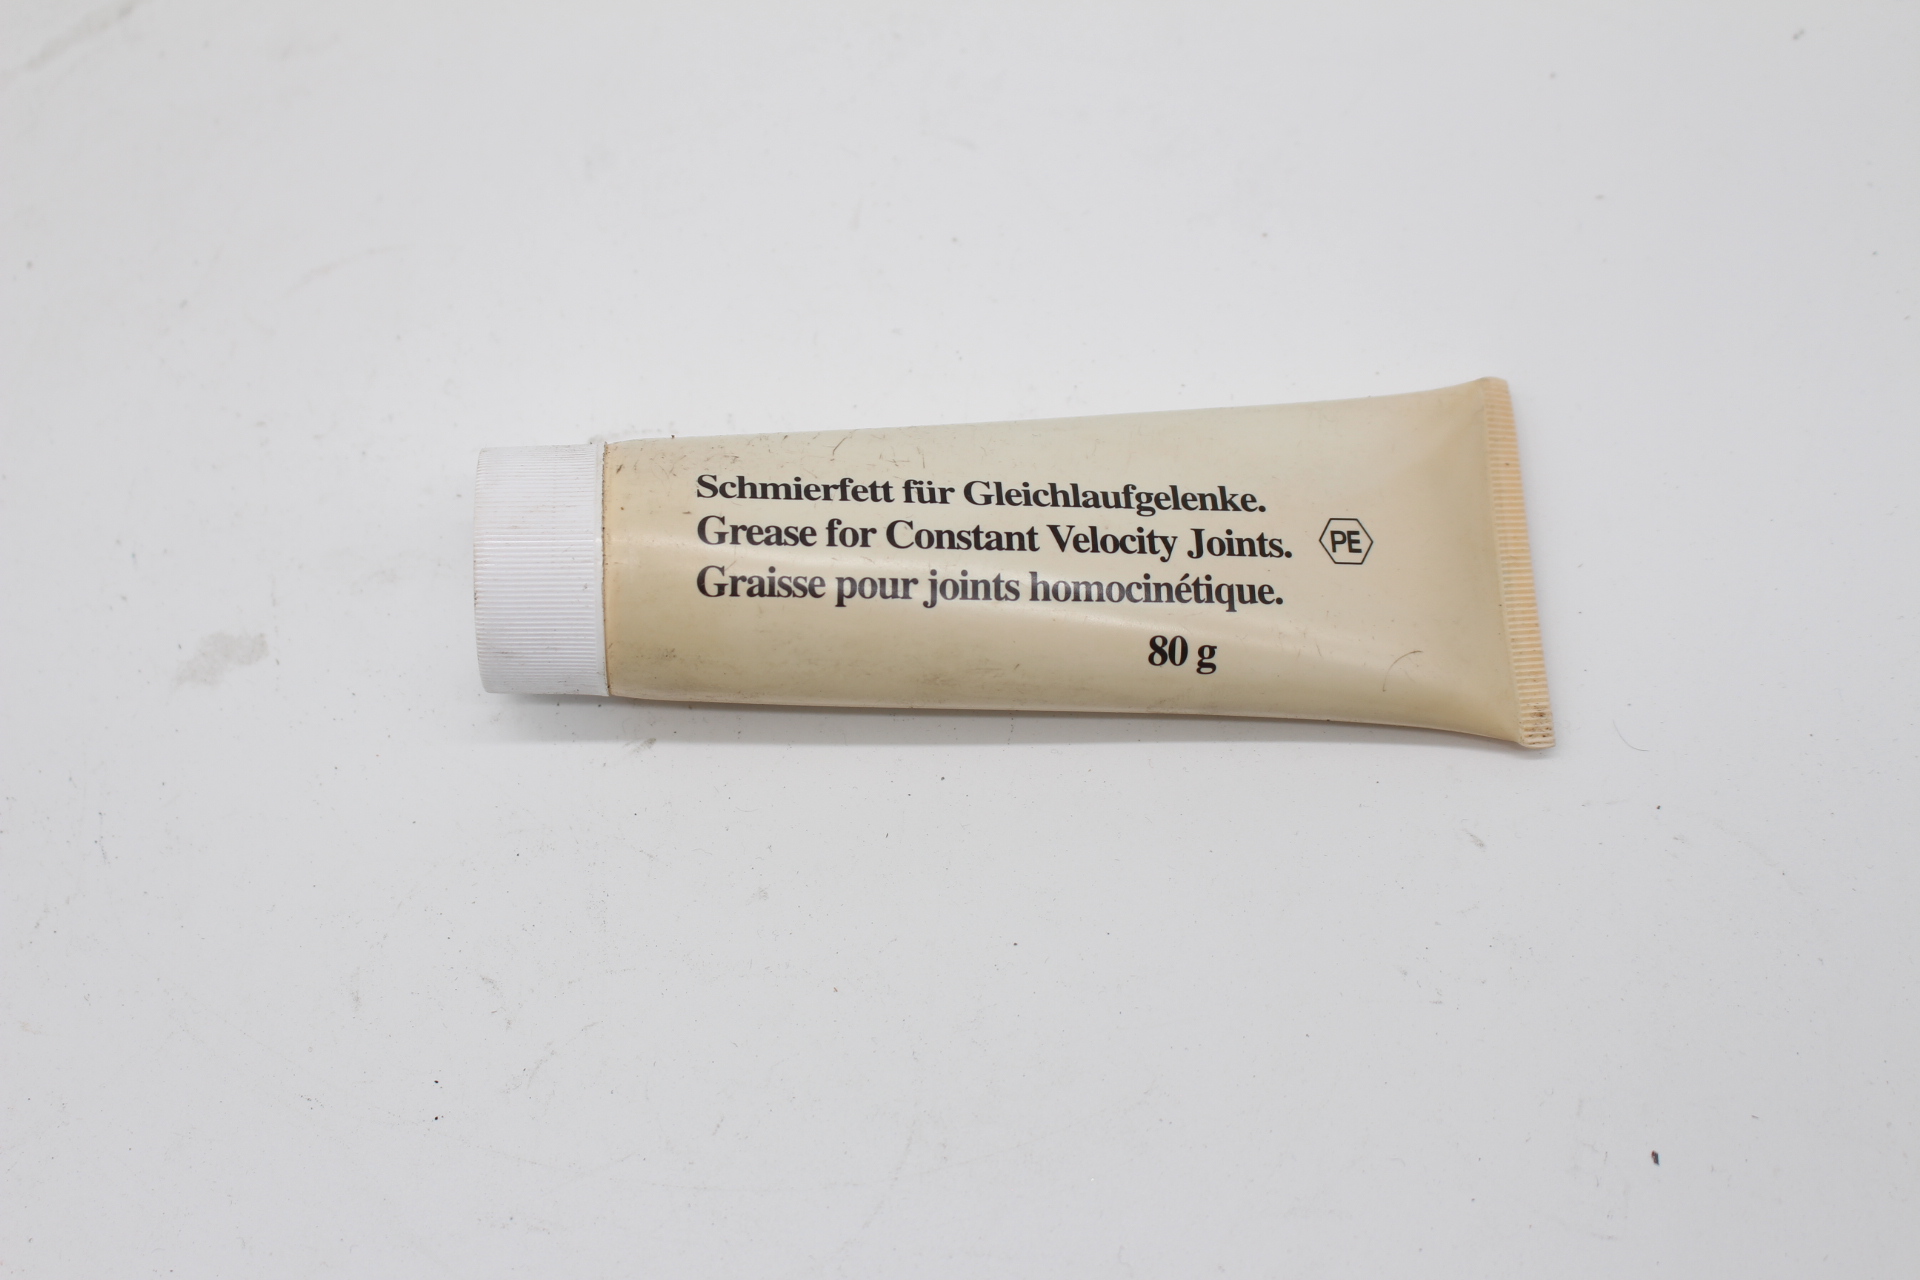 Schmierfett für Gleichlaufgelenke.
Grease for Constant Velocity Joints.
PE
Graisse pour joints homocinétique.
80 g